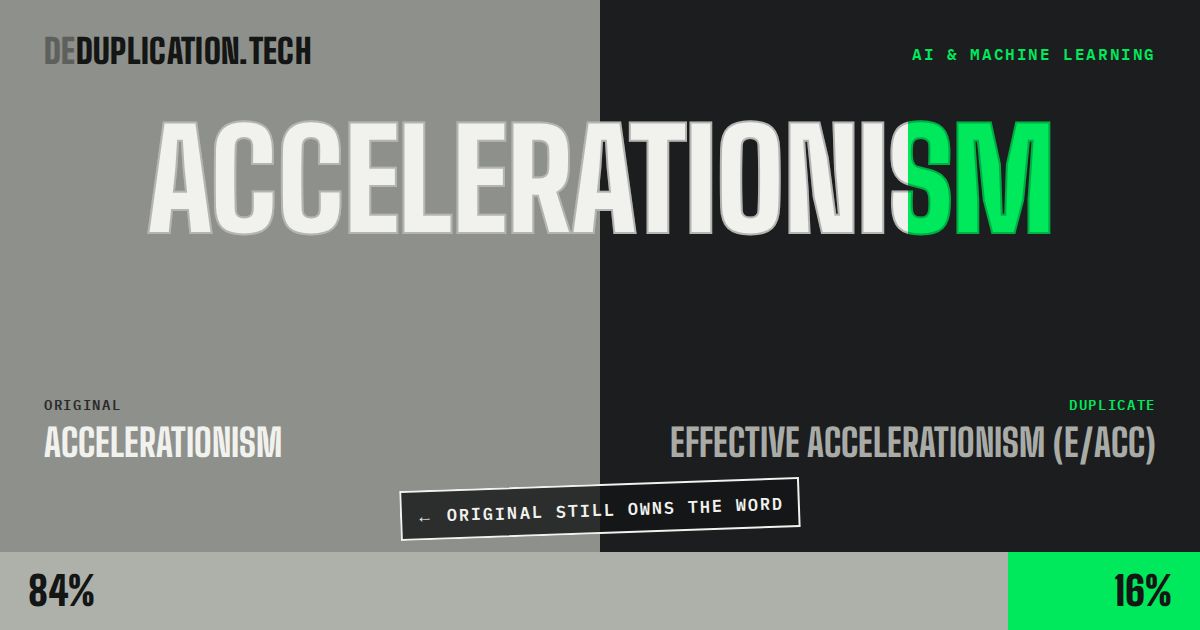 DEDUPLICATION.TECH
AI & MACHINE LEARNING
ACCELERATIONISM
ORIGINAL
ACCELERATIONISM
DUPLICATE
EFFECTIVE ACCELERATIONISM (E/ACC)
← ORIGINAL STILL OWNS THE WORD
84%
16%